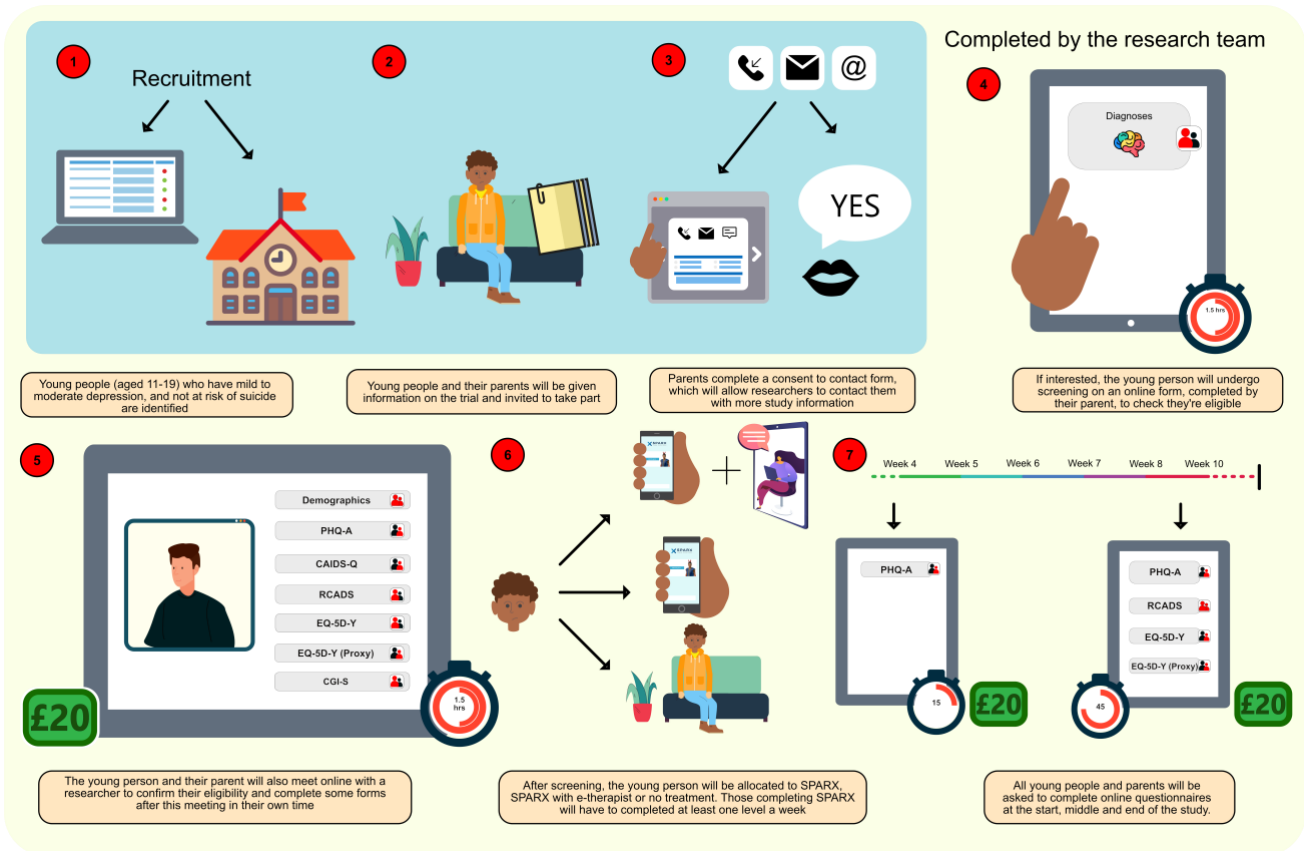 1
Recruitment
2
3
@
YES
Completed by the research team
4
Diagnoses
1.5 hrs
Young people (aged 11-19) who have mild to
moderate depression, and not at risk of suicide
are identified
Young people and their parents will be given
information on the trial and invited to take part
Parents complete a consent to contact form,
which will allow researchers to contact them
with more study information
If interested, the young person will undergo
screening on an online form, completed by
their parent, to check they're eligible
5
Demographics
PHQ-A
CAIDS-Q
RCADS
EQ-5D-Y
EQ-5D-Y (Proxy)
CGI-S
£20
1.5
hrs
The young person and their parent will also meet online with a
researcher to confirm their eligibility and complete some forms
after this meeting in their own time
6
SPARX
SPARX
After screening, the young person will be allocated to SPARX,
SPARX with e-therapist or no treatment. Those completing SPARX
will have to completed at least one level a week
7
Week 4
Week 5
Week 6
Week 7
Week 8
Week 10
PHQ-A
15
£20
PHQ-A
RCADS
EQ-5D-Y
EQ-5D-Y (Proxy)
45
£20
All young people and parents will be
asked to complete online questionnaires
at the start, middle and end of the study.